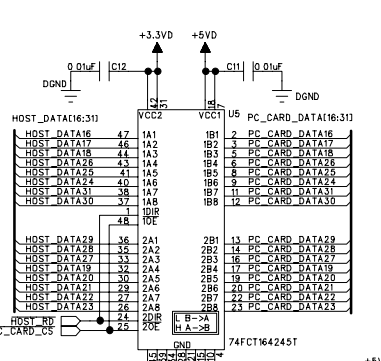 +3.3VD +5VD
0.01uF C12 C11 0.01uF
DGND DGND
42 31 18 7
HOST_DATA[16:31] VCC2 VCC1 U5 PC_CARD_DATA[16:31]
HOST_DATA16 47 1A1 1B1 2 PC_CARD_DATA16
HOST_DATA17 46 1A2 1B2 3 PC_CARD_DATA17
HOST_DATA18 44 1A3 1B3 5 PC_CARD_DATA18
HOST_DATA26 43 1A4 1B4 6 PC_CARD_DATA26
HOST_DATA25 41 1A5 1B5 8 PC_CARD_DATA25
HOST_DATA24 40 1A6 1B6 9 PC_CARD_DATA24
HOST_DATA31 38 1A7 1B7 11 PC_CARD_DATA31
HOST_DATA30 37 1A8 1B8 12 PC_CARD_DATA30
1 1DIR
48 1OE
HOST_DATA29 36 2A1 2B1 13 PC_CARD_DATA29
HOST_DATA28 35 2A2 2B2 14 PC_CARD_DATA28
HOST_DATA27 33 2A3 2B3 16 PC_CARD_DATA27
HOST_DATA19 32 2A4 2B4 17 PC_CARD_DATA19
HOST_DATA20 30 2A5 2B5 19 PC_CARD_DATA20
HOST_DATA21 29 2A6 2B6 20 PC_CARD_DATA21
HOST_DATA22 27 2A7 2B7 22 PC_CARD_DATA22
HOST_DATA23 26 2A8 2B8 23 PC_CARD_DATA23
HOST_RD 24 2DIR L B->A
C_CARD_CS 25 2OE H A->B
GND 74FCT164245T